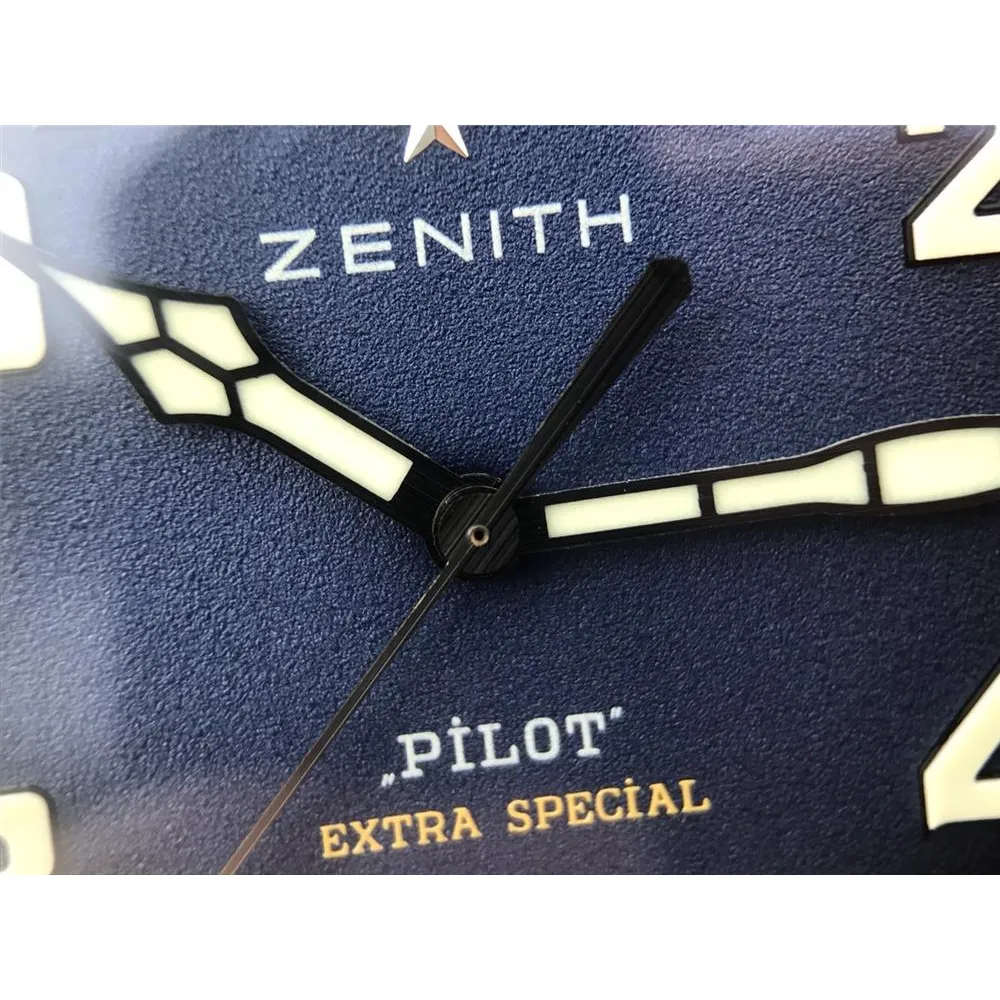 ZENITH
„PİLOT"
EXTRA SPECİAL